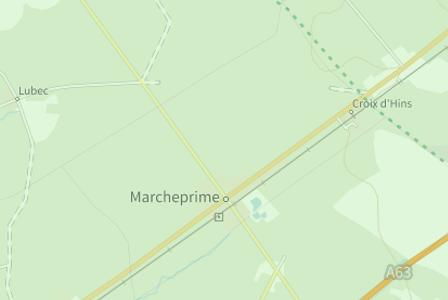 Lubec
Croix d'Hins
Marcheprime
A63